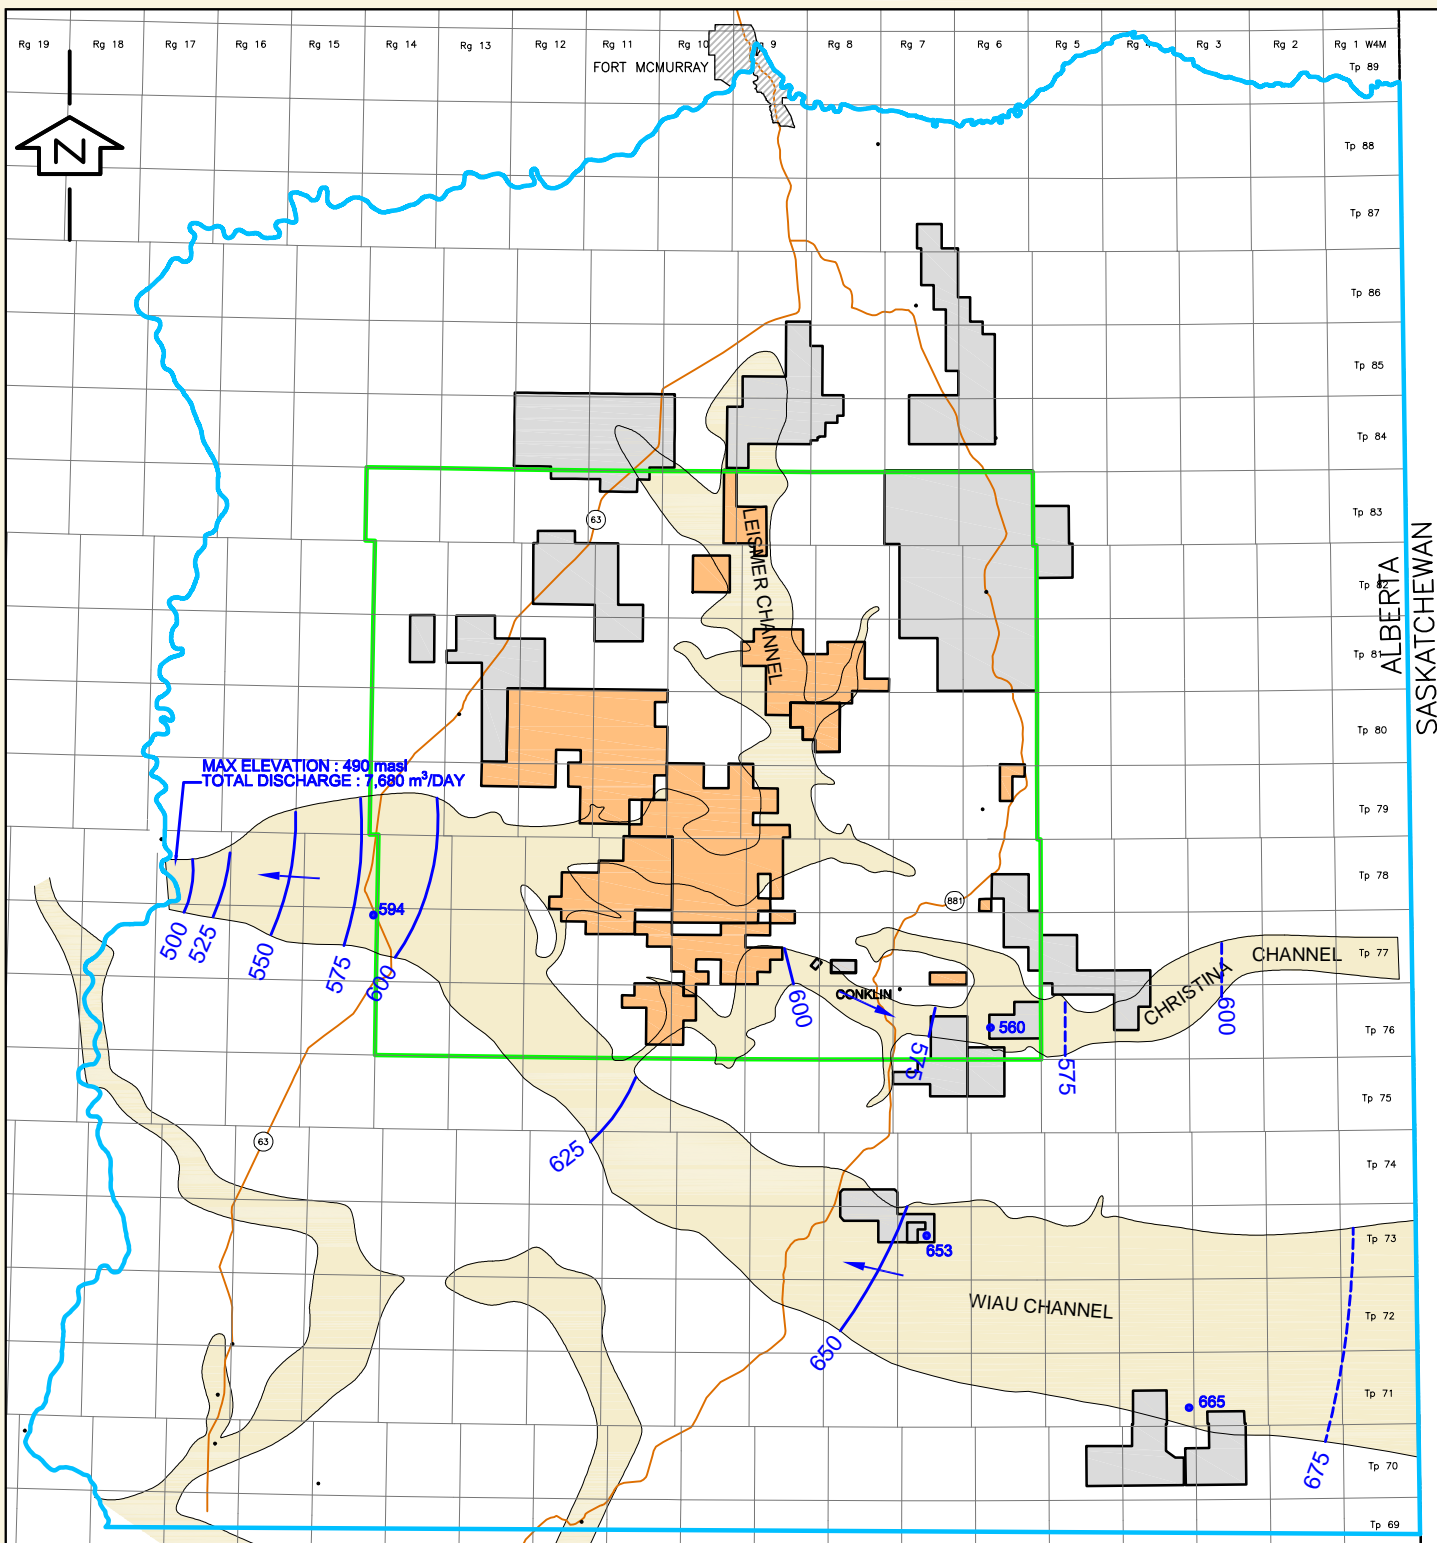 Rg 19
Rg 18
Rg 17
Rg 16
Rg 15
Rg 14
Rg 13
Rg 12
Rg 11
Rg 10
9
Rg 8
Rg 7
Rg 6
Rg 5
Rg 4
Rg 3
Rg 2
Rg 1 W4M
Tp 89
FORT MCMURRAY
N
Tp 88
Tp 87
Tp 86
Tp 85
Tp 84
Tp 83
63
LEISMER CHANNEL
Tp 82
ALBERTA
SASKATCHEWAN
Tp 81
Tp 80
MAX ELEVATION : 490 masl
TOTAL DISCHARGE : 7,680 m³/DAY
Tp 79
Tp 78
594
881
500
525
550
575
600
CHANNEL
Tp 77
CHRISTINA
CONKLIN
600
600
560
575
575
Tp 76
Tp 75
63
625
Tp 74
653
Tp 73
WIAU CHANNEL
Tp 72
650
665
Tp 71
675
Tp 70
Tp 69